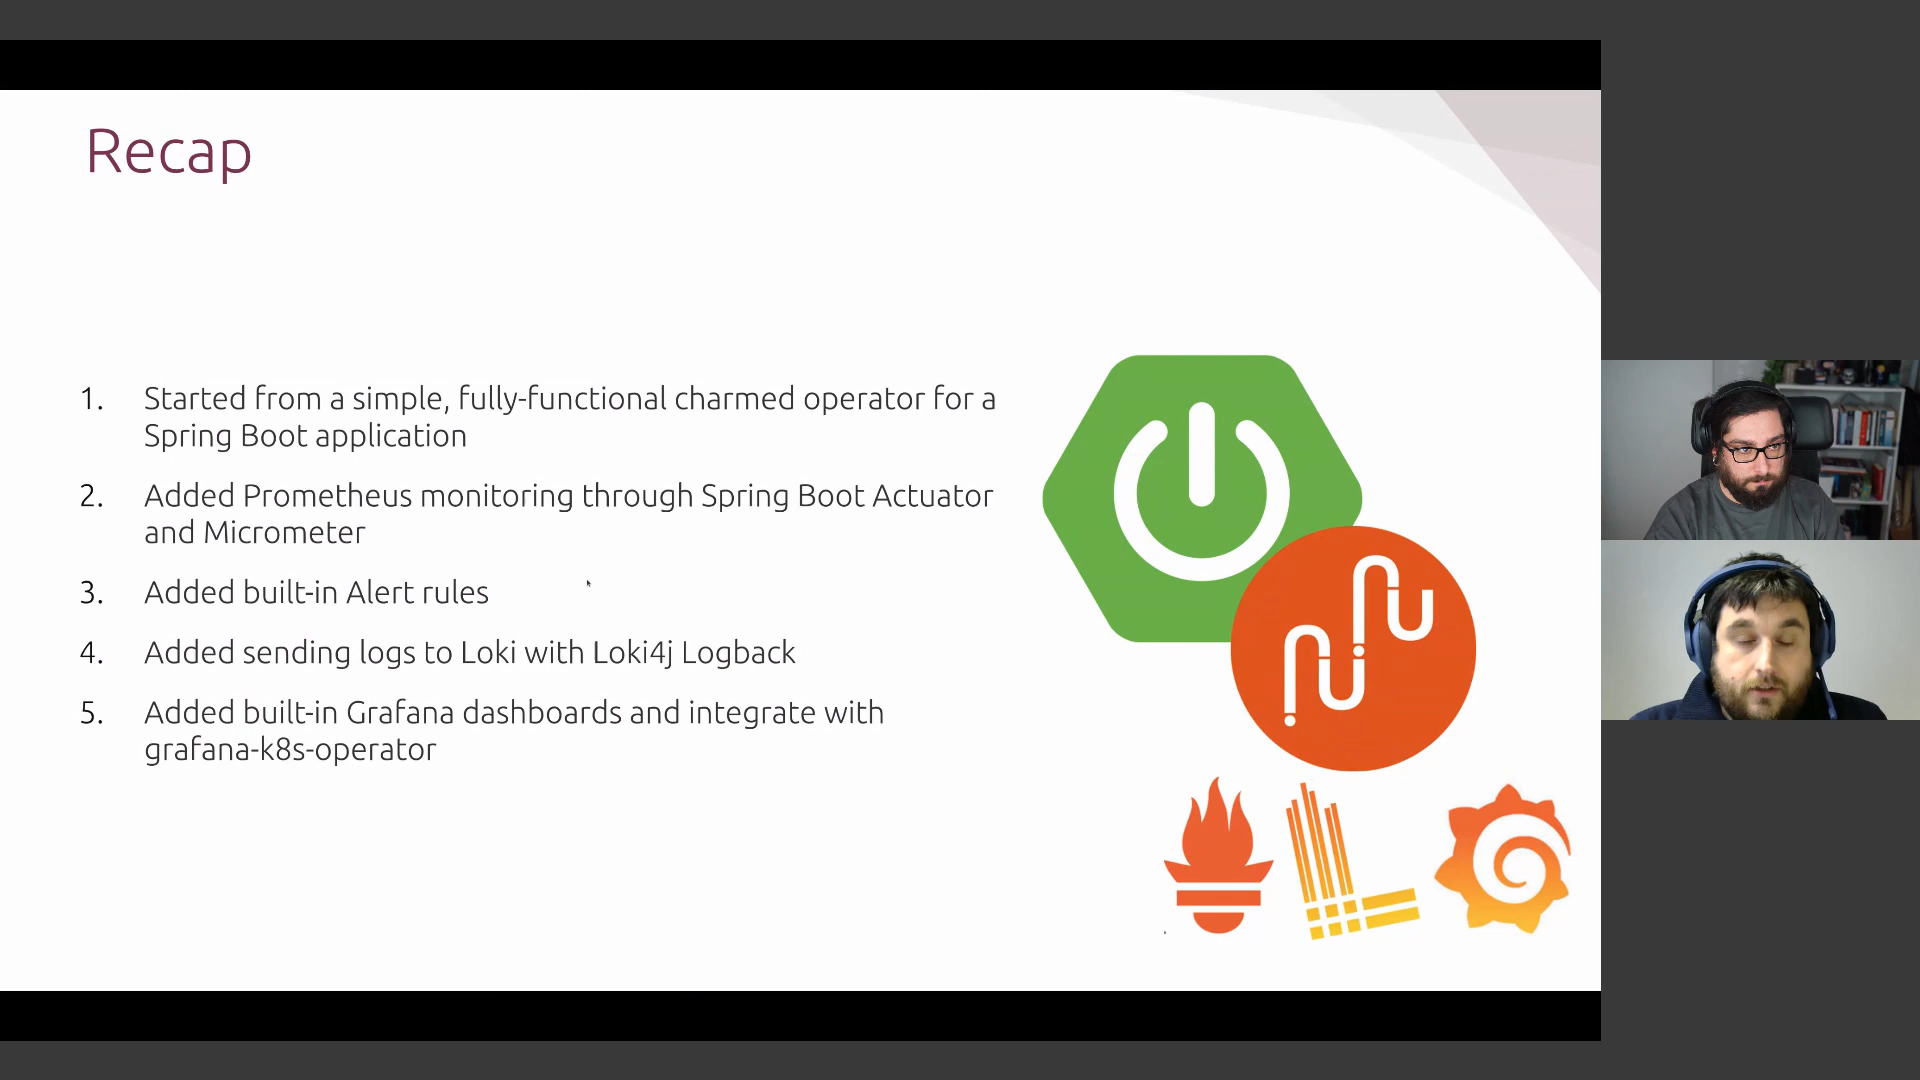 Recap
1. Started from a simple, fully-functional charmed operator for a
Spring Boot application
2. Added Prometheus monitoring through Spring Boot Actuator
and Micrometer
3. Added built-in Alert rules
4. Added sending logs to Loki with Loki4j Logback
5. Added built-in Grafana dashboards and integrate with
grafana-k8s-operator